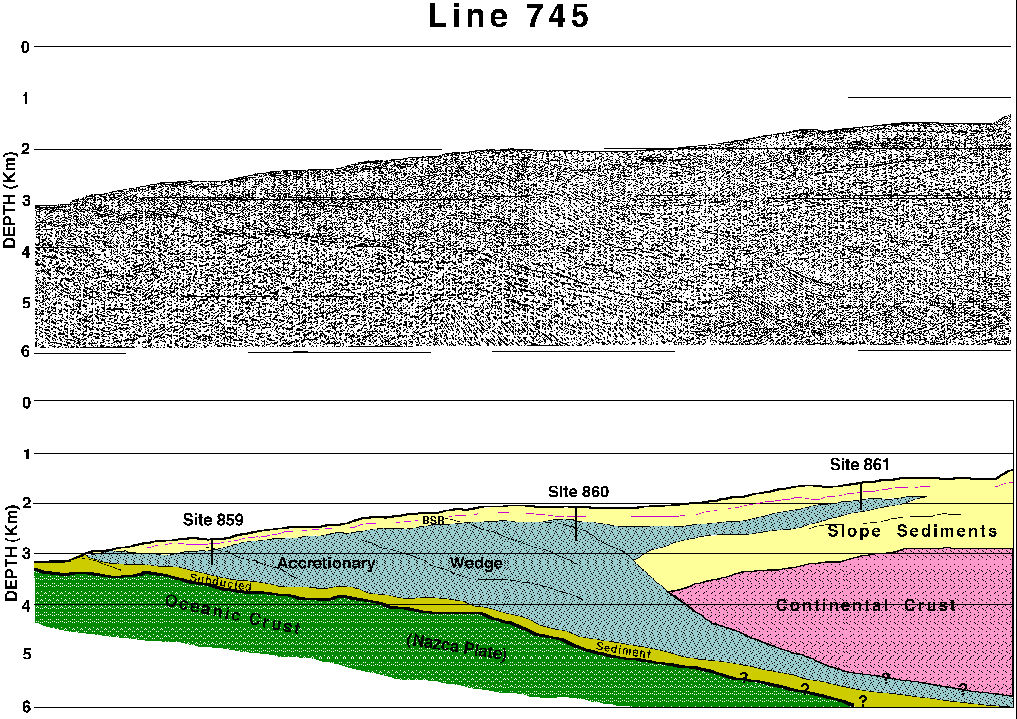 Line 745
0
1
2
3
4
5
6
DEPTH (Km)
0
1
2
3
4
5
6
DEPTH (Km)
Site 859
Site 860
Site 861
BSR
Slope Sediments
Accretionary Wedge
Subducted
Oceanic Crust
Continental Crust
(Nazca Plate)
Sediment
? ? ? ? ?